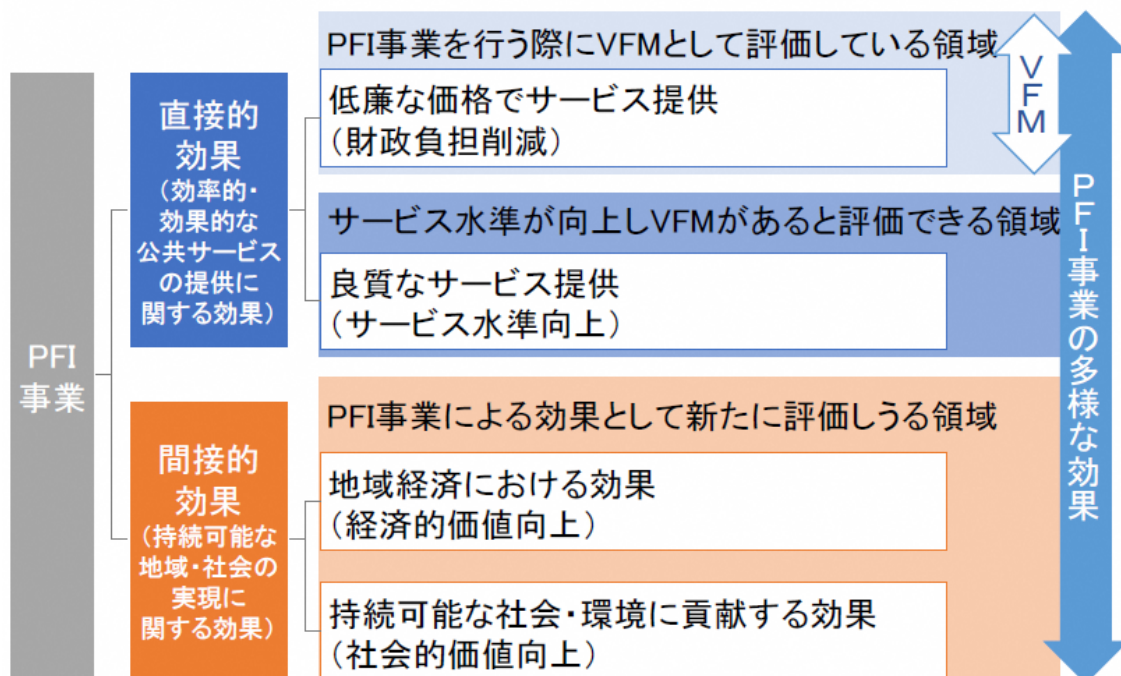 PFI
事業
直接的
効果
（効率的・
効果的な
公共サービス
の提供に
関する効果）
間接的
効果
（持続可能な
地域・社会の
実現に
関する効果）
PFI事業を行う際にVFMとして評価している領域
低廉な価格でサービス提供
（財政負担削減）
サービス水準が向上しVFMがあると評価できる領域
良質なサービス提供
（サービス水準向上）
PFI事業による効果として新たに評価しうる領域
地域経済における効果
（経済的価値向上）
持続可能な社会・環境に貢献する効果
（社会的価値向上）
VFM
PFI事業の多様な効果